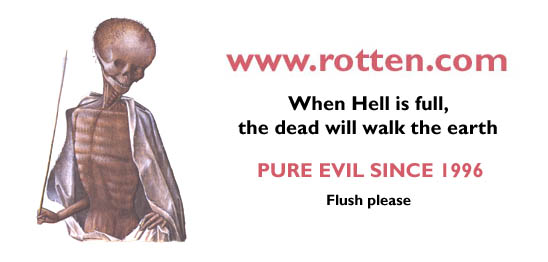 www.rotten.com
When Hell is full,
the dead will walk the earth
PURE EVIL SINCE 1996
Flush please